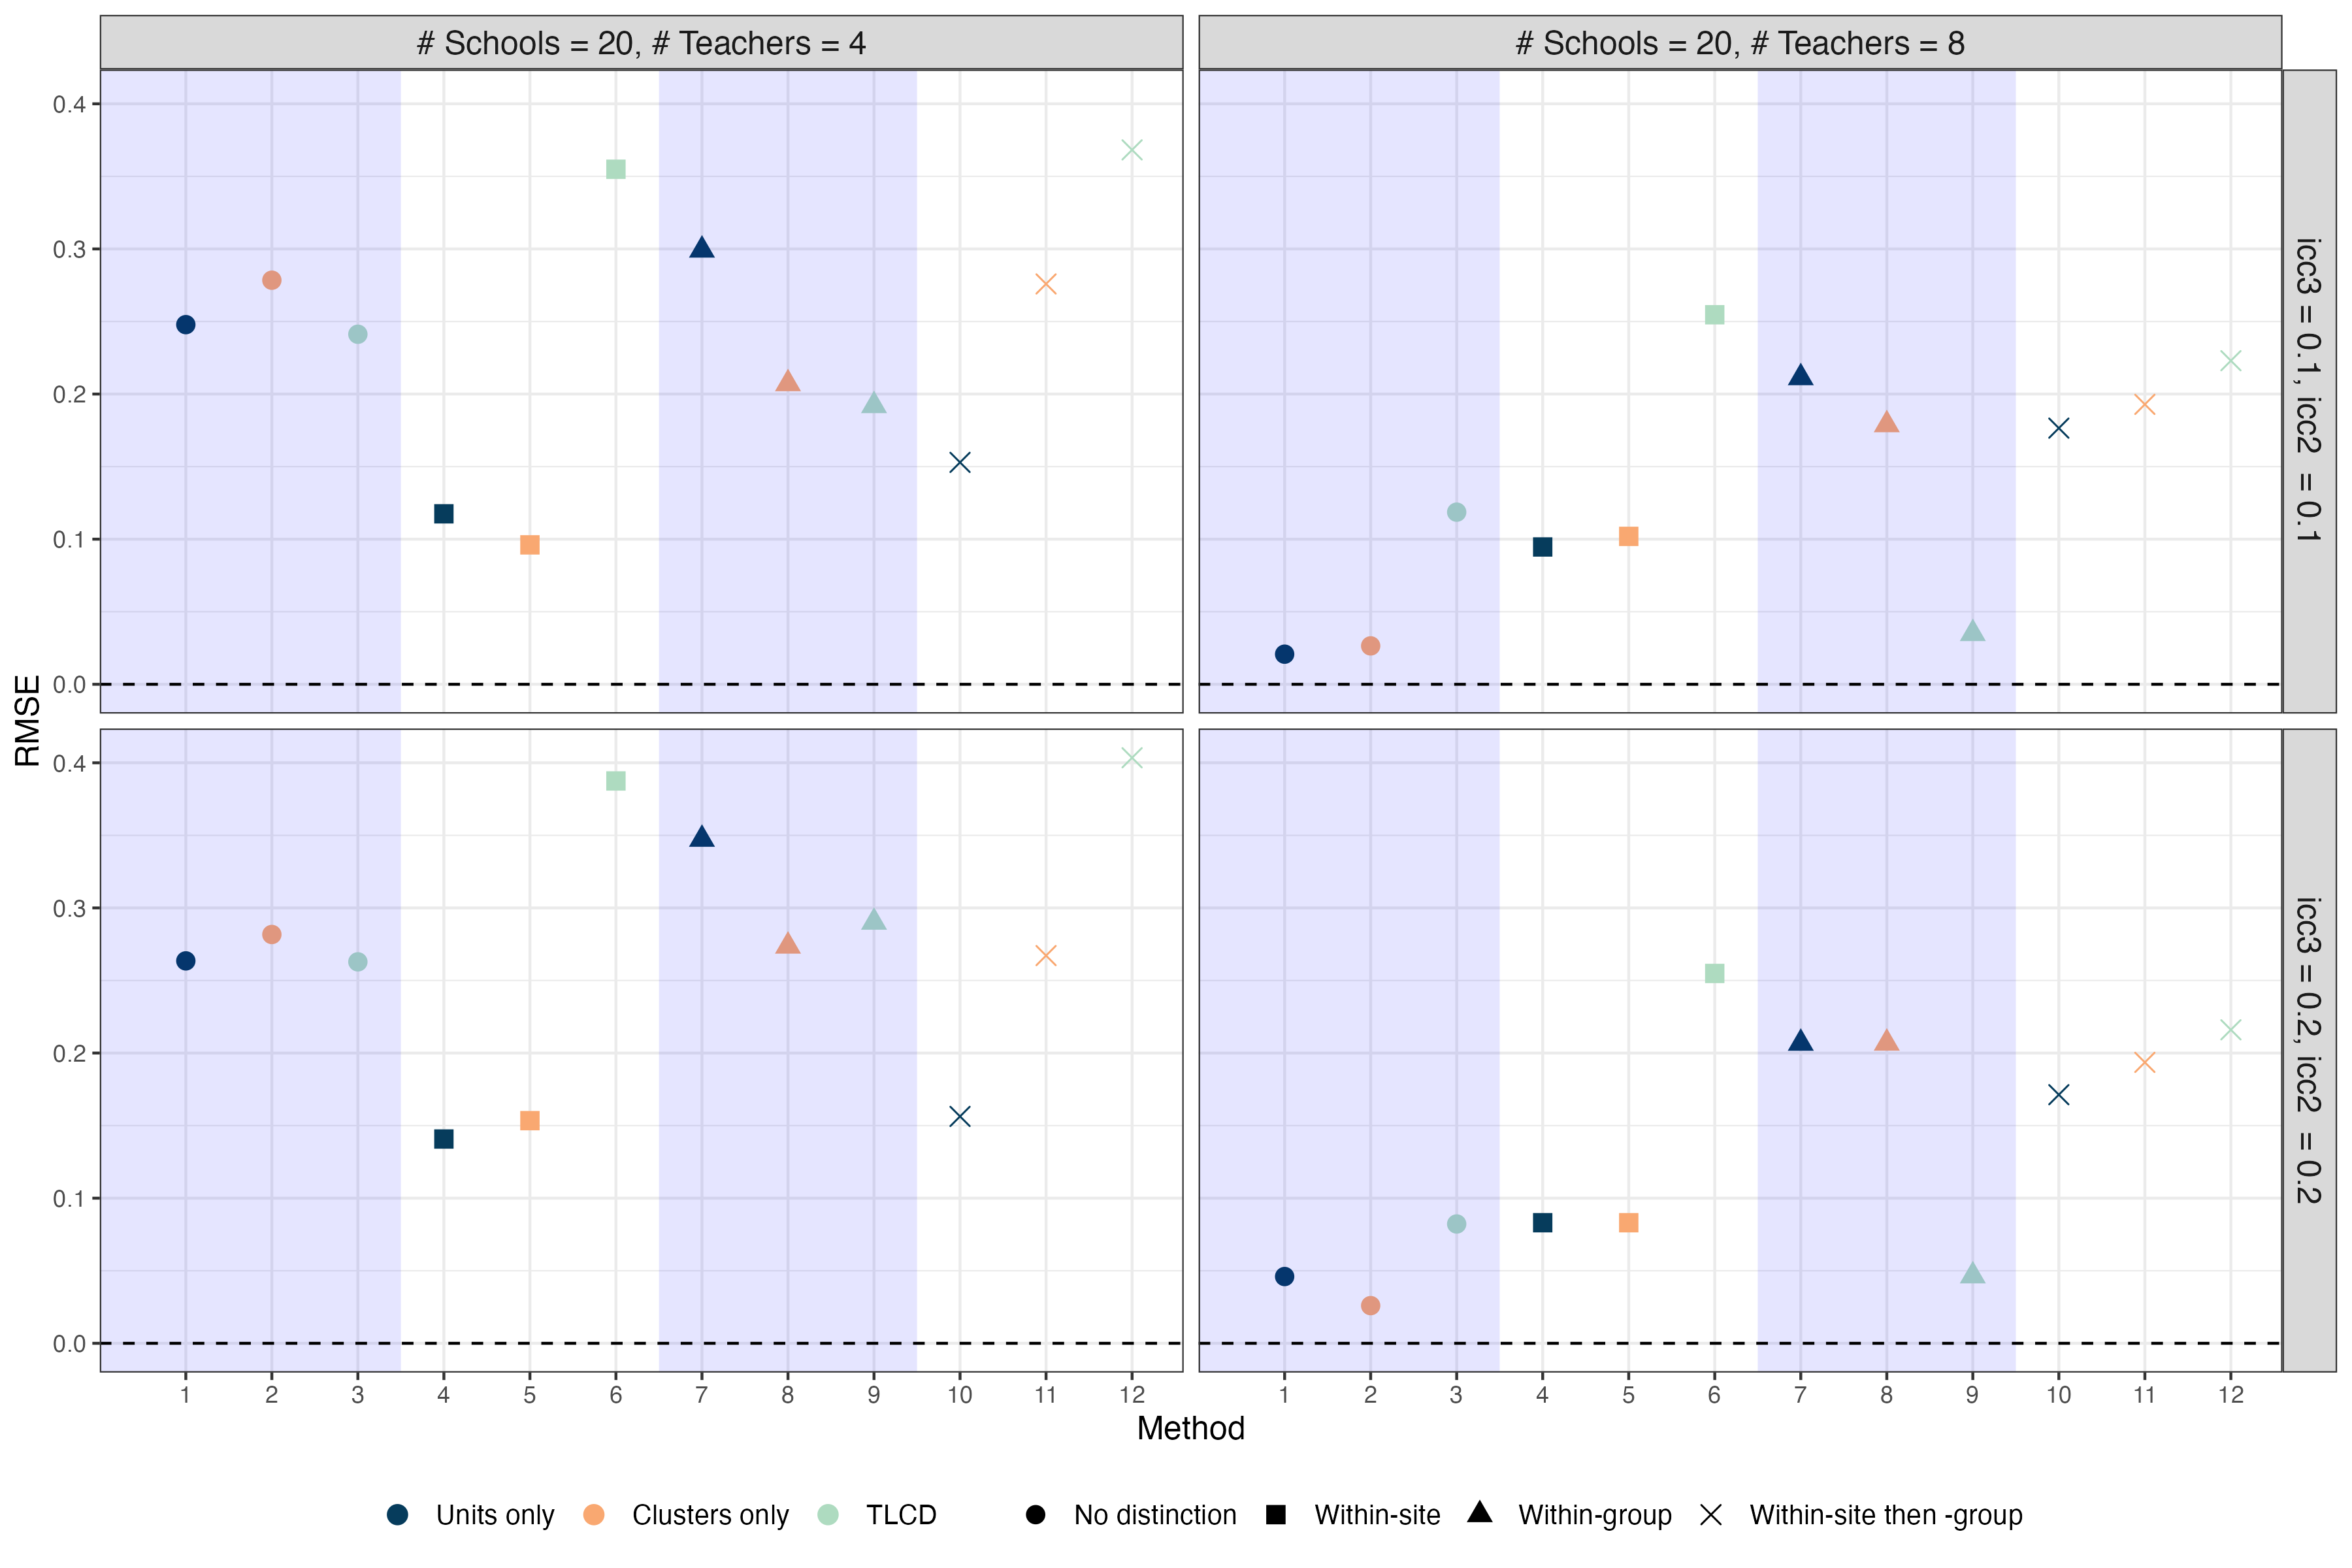 # Schools = 20, # Teachers = 4
# Schools = 20, # Teachers = 8
0.4
0.3
0.2
0.1
0.0
icc3 = 0.1, icc2 = 0.1
RMSE
0.4
0.3
0.2
0.1
0.0
icc3 = 0.2, icc2 = 0.2
1 2 3 4 5 6 7 8 9 10 11 12
1 2 3 4 5 6 7 8 9 10 11 12
Method
Units only Clusters only TLCD No distinction Within-site Within-group Within-site then -group